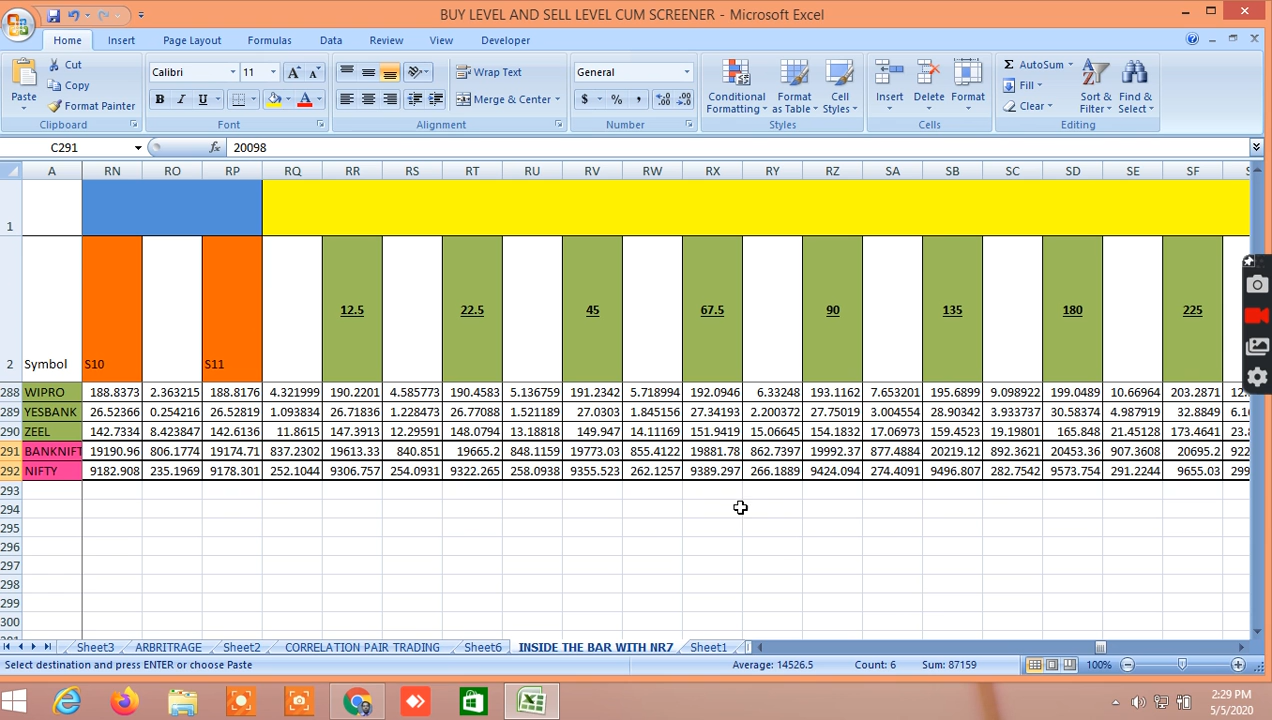 BUY LEVEL AND SELL LEVEL CUM SCREENER - Microsoft Excel
Home Insert Page Layout Formulas Data Review View Developer
Paste Cut Copy Format Painter Clipboard
Calibri 11 B I U A Font
Wrap Text Merge & Center Alignment
General $ % , Number
Conditional Formatting Format as Table Cell Styles Styles
Insert Delete Format Cells
AutoSum Fill Clear Sort & Filter Find & Select Editing
C291 fx 20098
A RN RO RP RQ RR RS RT RU RV RW RX RY RZ SA SB SC SD SE SF
1
2 Symbol S10 S11 12.5 22.5 45 67.5 90 135 180 225
288 WIPRO 188.8373 2.363215 188.8176 4.321999 190.2201 4.585773 190.4583 5.136759 191.2342 5.718994 192.0946 6.33248 193.1162 7.653201 195.6899 9.098922 199.0489 10.66964 203.2871
289 YESBANK 26.52366 0.254216 26.52819 1.093834 26.71836 1.228473 26.77088 1.521183 27.0303 1.845156 27.34193 2.200372 27.75019 3.004554 28.90342 3.933737 30.58374 4.987919 32.8849
290 ZEEL 142.7334 8.423847 142.6136 11.8615 147.3913 12.29591 148.0794 13.18818 149.947 14.11169 151.9419 15.06645 154.1832 17.06973 159.4523 19.19801 165.848 21.45128 173.4641
291 BANKNIFT 19190.96 806.1774 19174.71 837.2302 19613.33 840.851 19665.2 848.1159 19773.03 855.4122 19881.78 862.7397 19992.37 877.4884 20219.12 892.3621 20453.36 907.3608 20695.2
292 NIFTY 9182.908 235.1969 9178.301 252.1044 9306.757 254.0931 9322.265 258.0938 9355.523 262.1257 9389.297 266.1889 9424.094 274.4091 9496.807 282.7542 9573.754 291.2244 9655.03
293
294
295
296
297
298
299
300
Sheet3 ARBRITRAGE Sheet2 CORRELATION PAIR TRADING Sheet6 INSIDE THE BAR WITH NR7 Sheet1
Select destination and press ENTER or choose Paste Average: 14526.5 Count: 6 Sum: 87159 100%
2:29 PM
5/5/2020